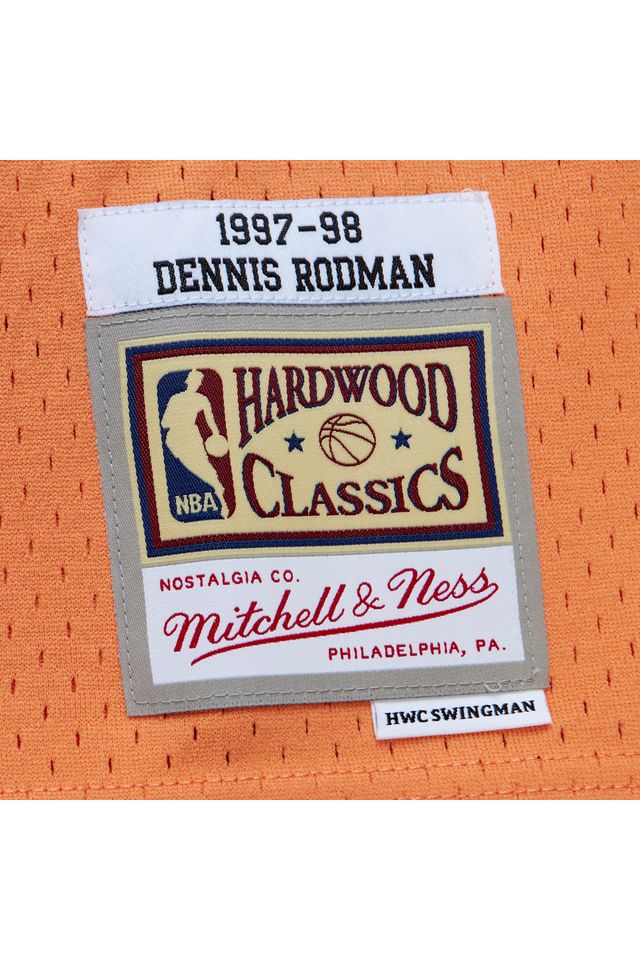 1997-98
DENNIS RODMAN
HARDWOOD
CLASSICS
NBA
NOSTALGIA CO.
Mitchell & Ness
PHILADELPHIA, PA.
HWC SWINGMAN